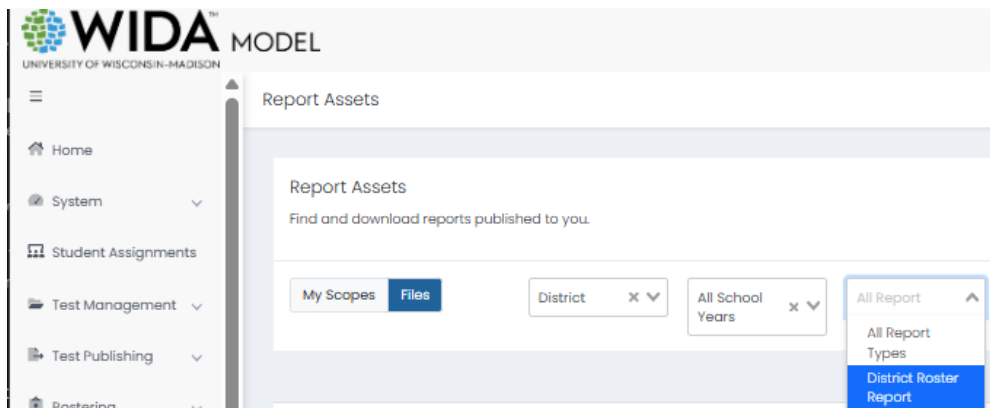 WIDA™ MODEL
UNIVERSITY OF WISCONSIN–MADISON
Report Assets
Home
System
Student Assignments
Test Management
Test Publishing
Rostering
Report Assets
Find and download reports published to you.
My Scopes Files
District
All School
Years
All Report
All Report
Types
District Roster
Report